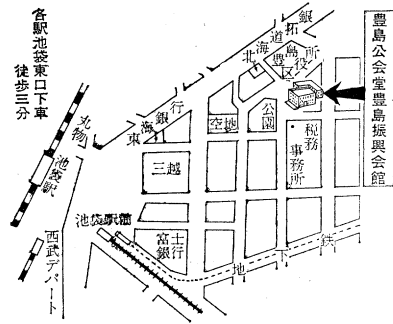 豊島公会堂豊島振興会館
各駅池袋東口下車
徒歩三分
北海道拓銀
豊島区役所
東海銀行
空地
公園
税務
事務所
三越
丸物
池袋駅
西武デパート
池袋駅前
富士
銀行
地下鉄